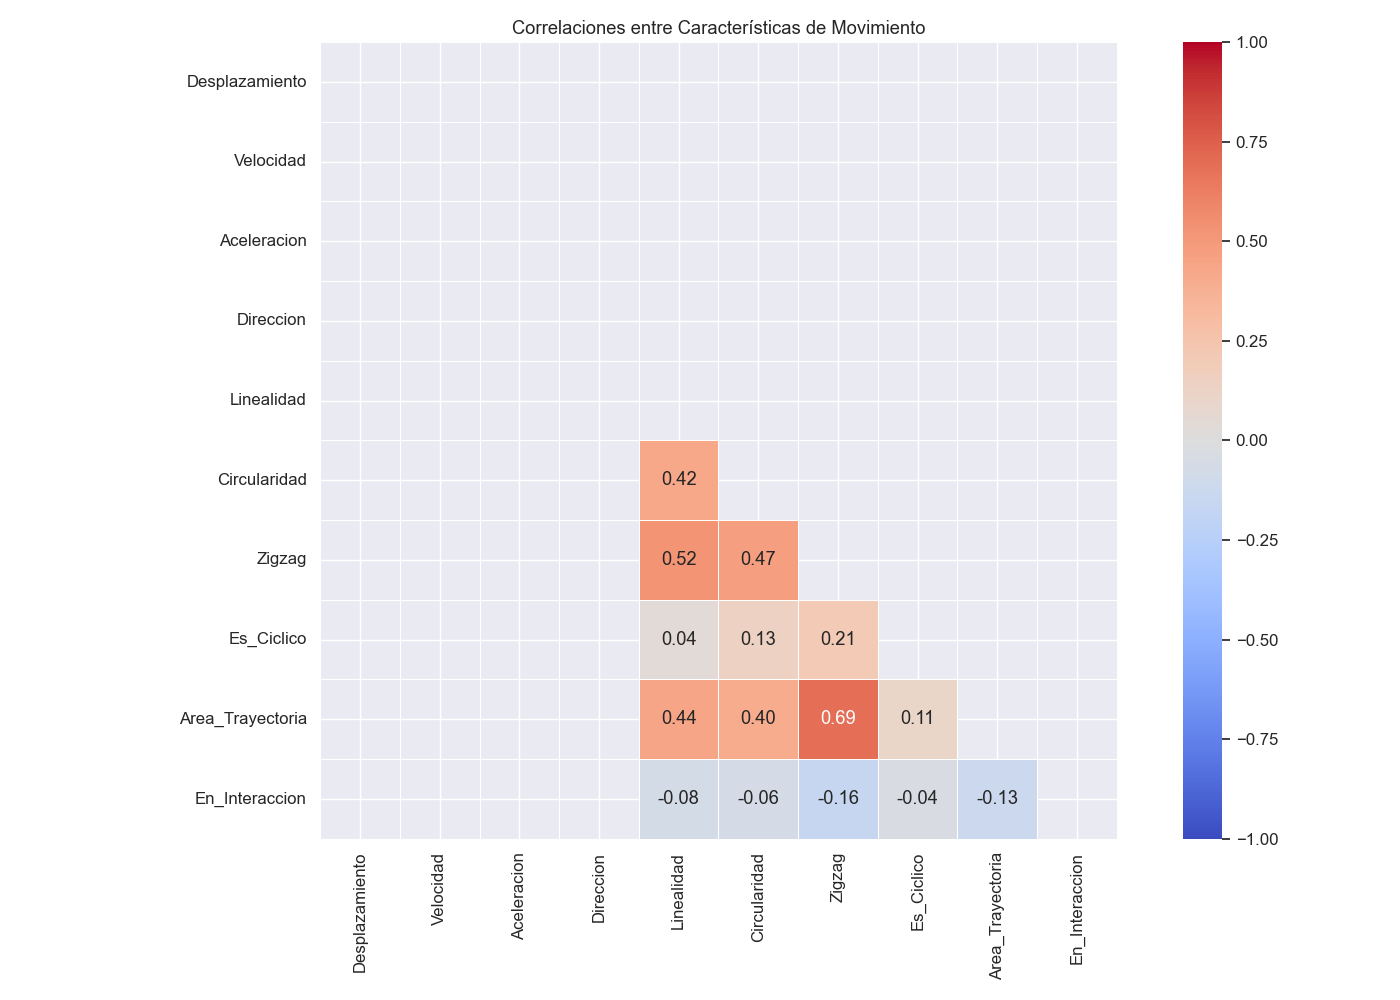 Correlaciones entre Características de Movimiento
Desplazamiento
Velocidad
Aceleracion
Direccion
Linealidad
Circularidad
0.42
Zigzag
0.52 0.47
Es_Ciclico
0.04 0.13 0.21
Area_Trayectoria
0.44 0.40 0.69 0.11
En_Interaccion
-0.08 -0.06 -0.16 -0.04 -0.13
Desplazamiento
Velocidad
Aceleracion
Direccion
Linealidad
Circularidad
Zigzag
Es_Ciclico
Area_Trayectoria
En_Interaccion
1.00
0.75
0.50
0.25
0.00
−0.25
−0.50
−0.75
−1.00